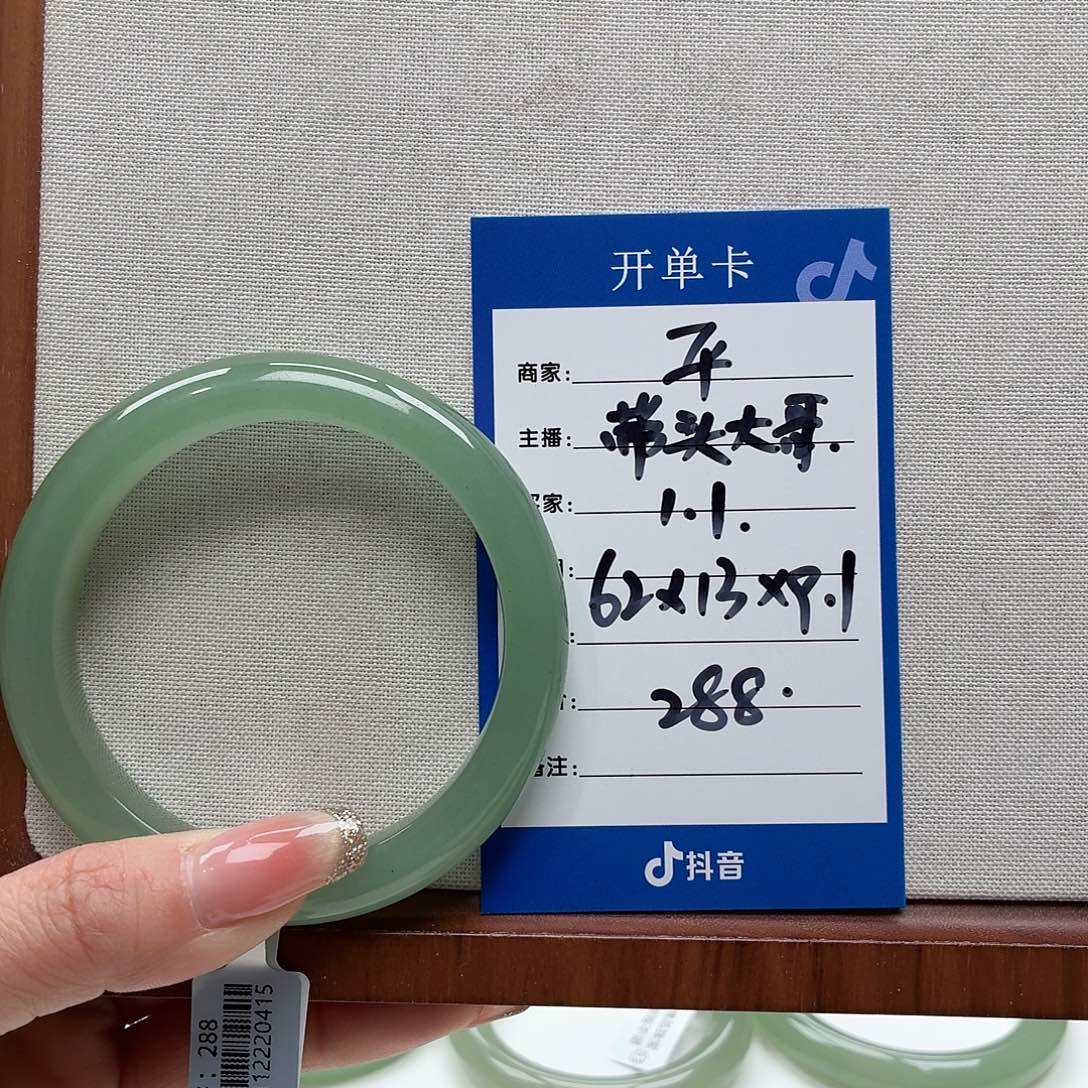 开单卡
商家:
带头大哥.
主播:
家: 1.1.
: 62x13x9.1
:
: 288.
备注:
抖音
: 288
12220415